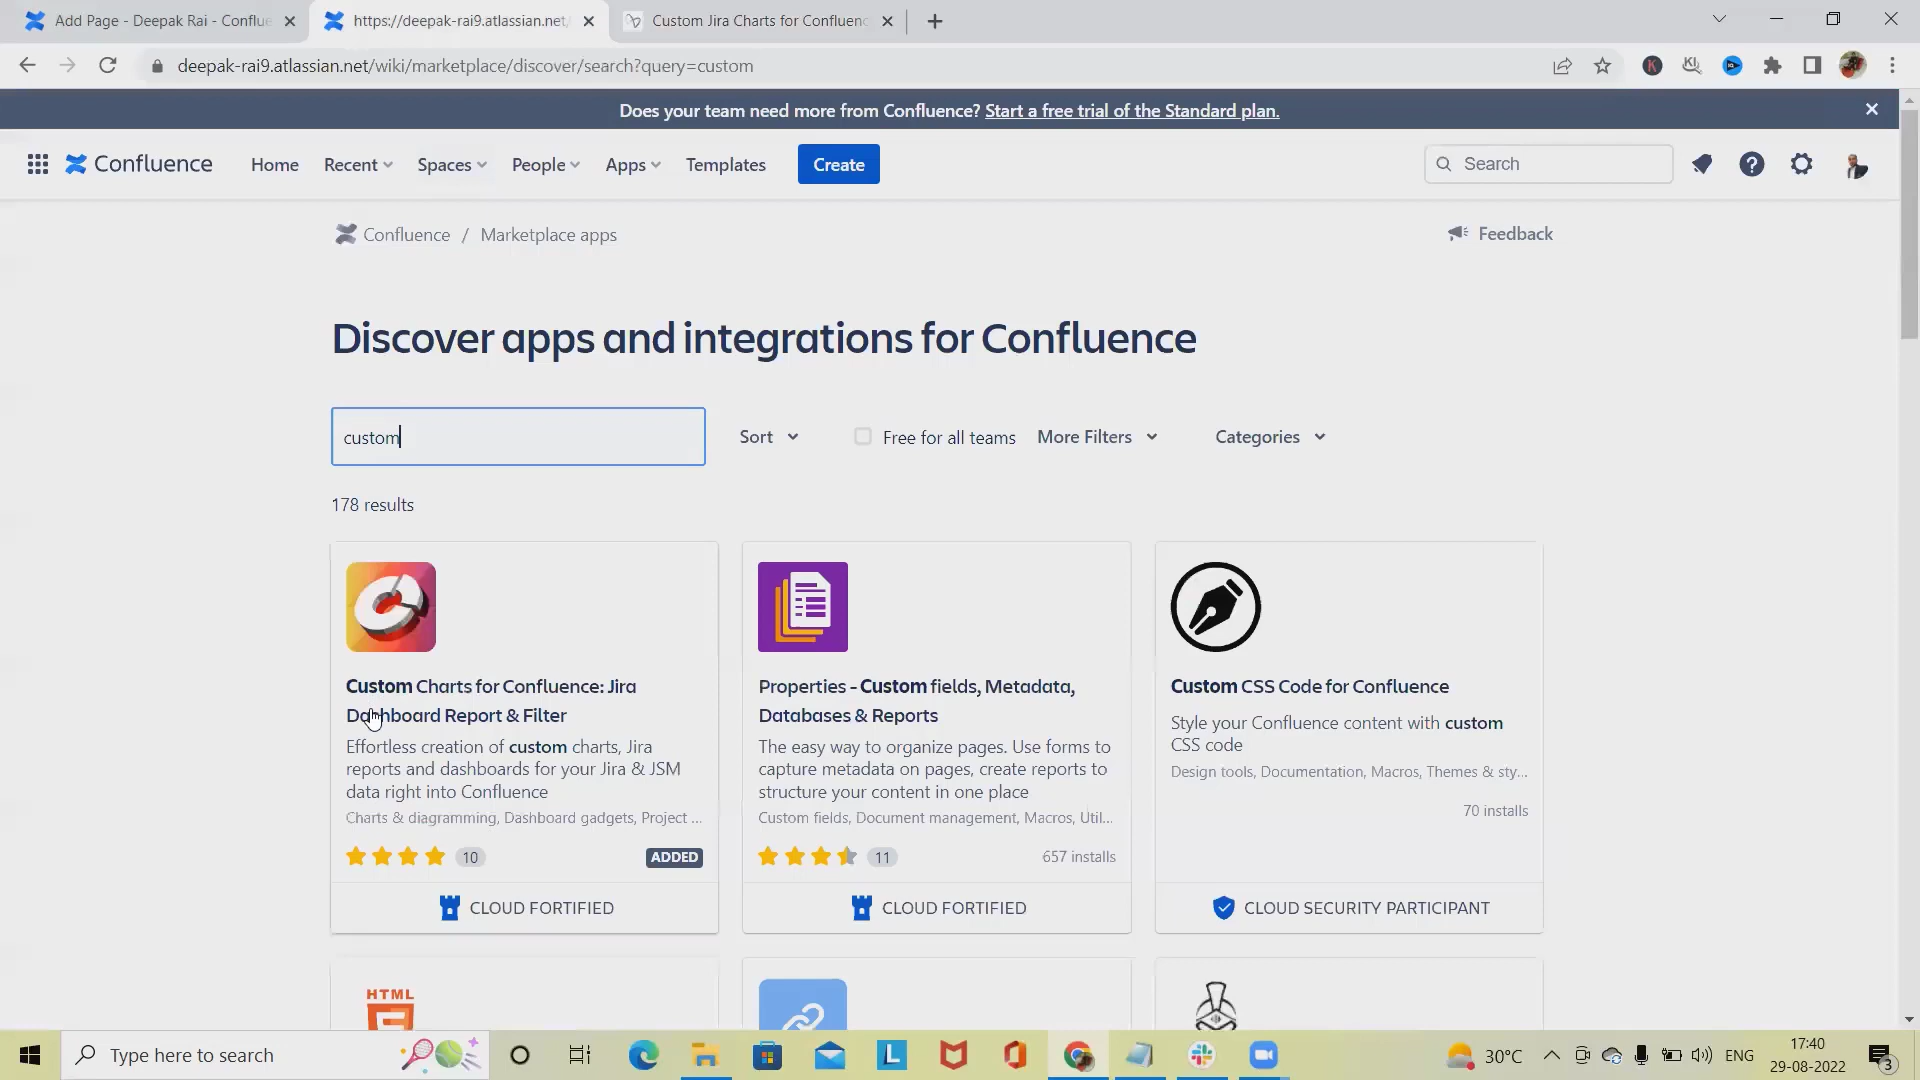 Add Page - Deepak Rai - Conflue
https://deepak-rai9.atlassian.net
Custom Jira Charts for Confluenc
deepak-rai9.atlassian.net/wiki/marketplace/discover/search?query=custom
Does your team need more from Confluence? Start a free trial of the Standard plan.
Confluence Home Recent Spaces People Apps Templates Create Search
Confluence / Marketplace apps Feedback
Discover apps and integrations for Confluence
custom Sort Free for all teams More Filters Categories
178 results
Custom Charts for Confluence: Jira
Dashboard Report & Filter
Effortless creation of custom charts, Jira
reports and dashboards for your Jira & JSM
data right into Confluence
Charts & diagramming, Dashboard gadgets, Project ...
10 ADDED
CLOUD FORTIFIED
Properties - Custom fields, Metadata,
Databases & Reports
The easy way to organize pages. Use forms to
capture metadata on pages, create reports to
structure your content in one place
Custom fields, Document management, Macros, Util...
11 657 installs
CLOUD FORTIFIED
Custom CSS Code for Confluence
Style your Confluence content with custom
CSS code
Design tools, Documentation, Macros, Themes & sty...
70 installs
CLOUD SECURITY PARTICIPANT
HTML
Type here to search
30°C
ENG
17:40
29-08-2022
3